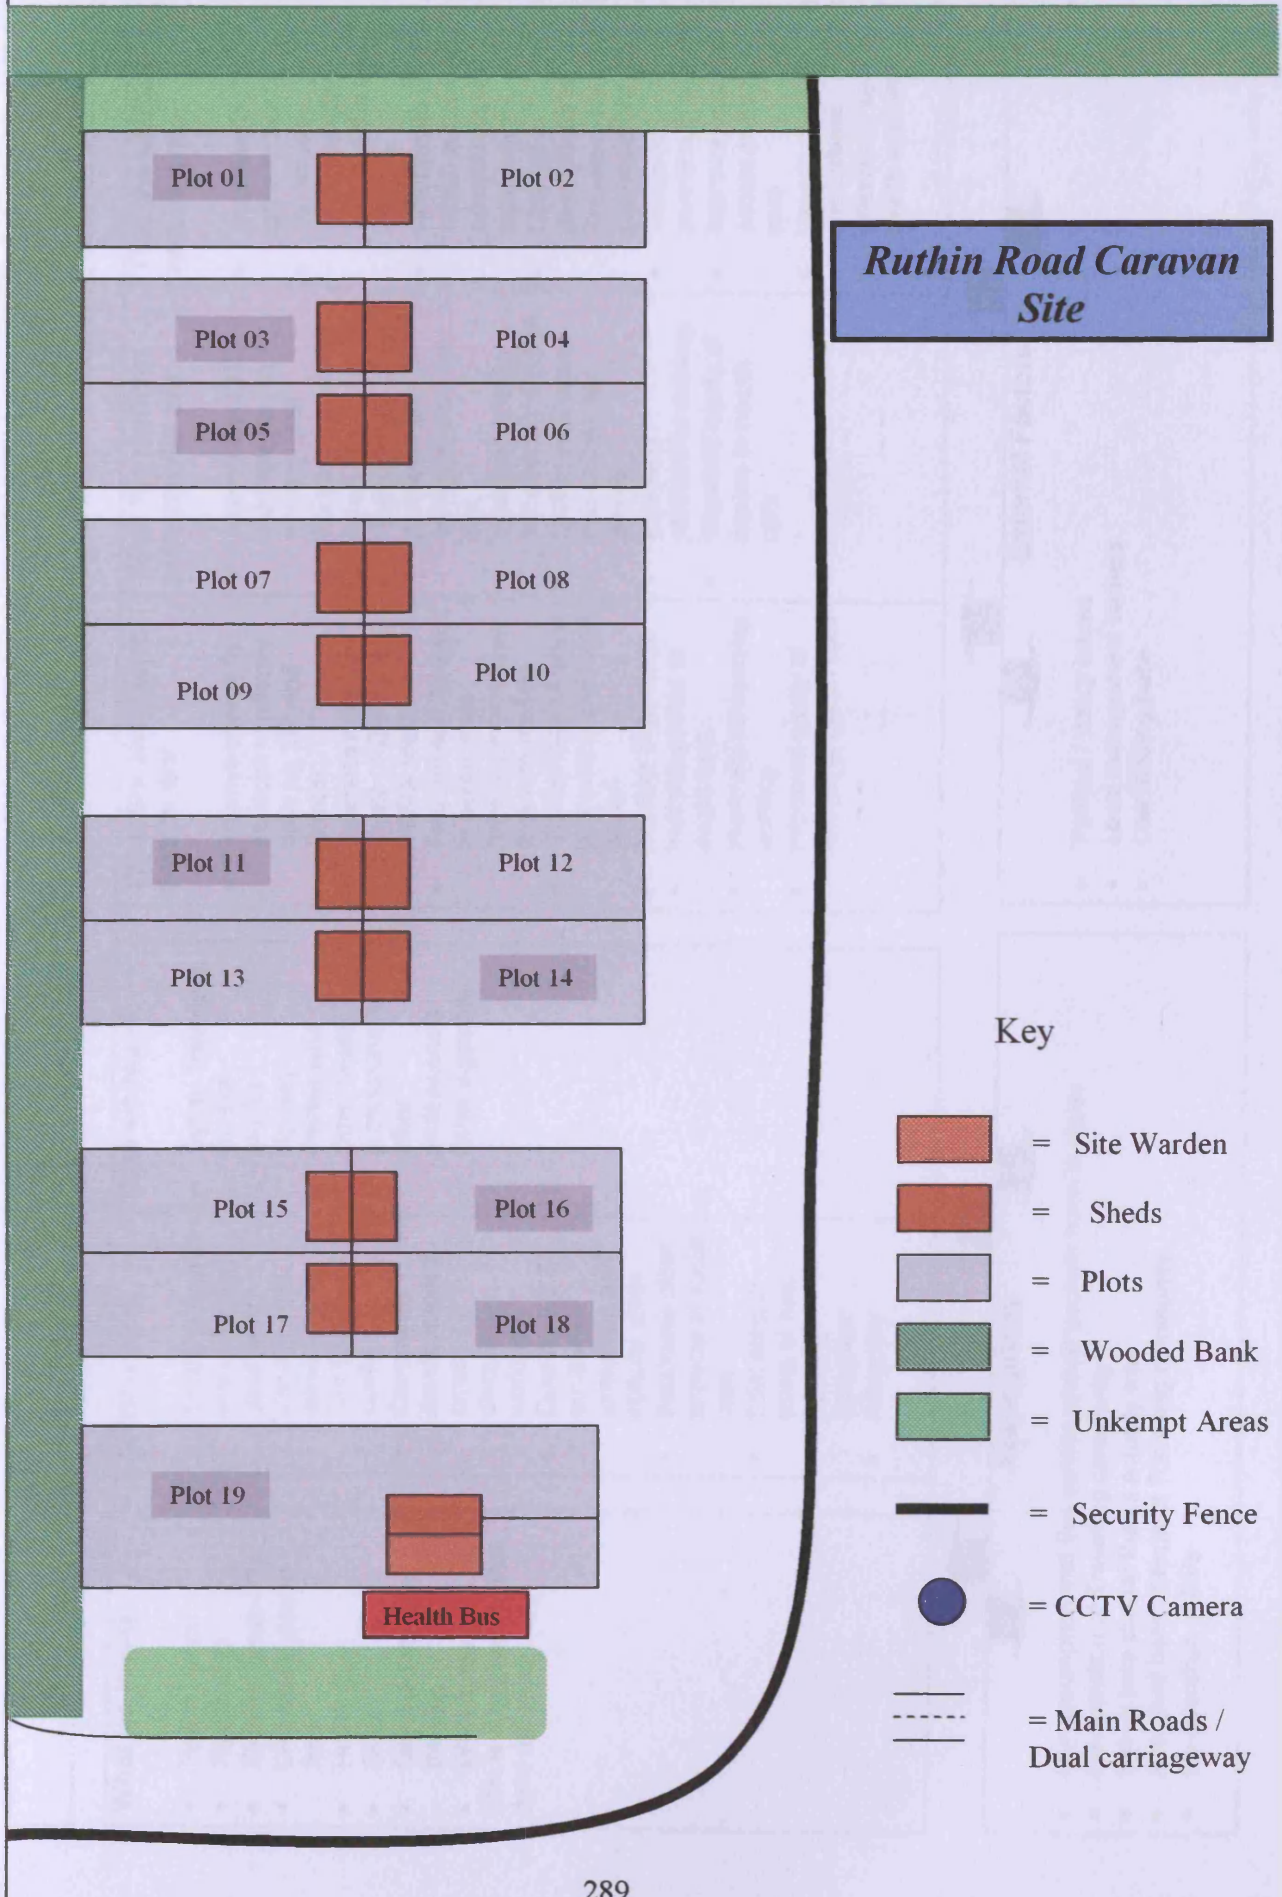 Plot 01
Plot 02
Ruthin Road Caravan
Site
Plot 03
Plot 04
Plot 05
Plot 06
Plot 07
Plot 08
Plot 09
Plot 10
Plot 11
Plot 12
Plot 13
Plot 14
Key
= Site Warden
Plot 15
Plot 16
= Sheds
= Plots
Plot 17
Plot 18
= Wooded Bank
= Unkempt Areas
Plot 19
= Security Fence
Health Bus
= CCTV Camera
= Main Roads /
Dual carriageway
289